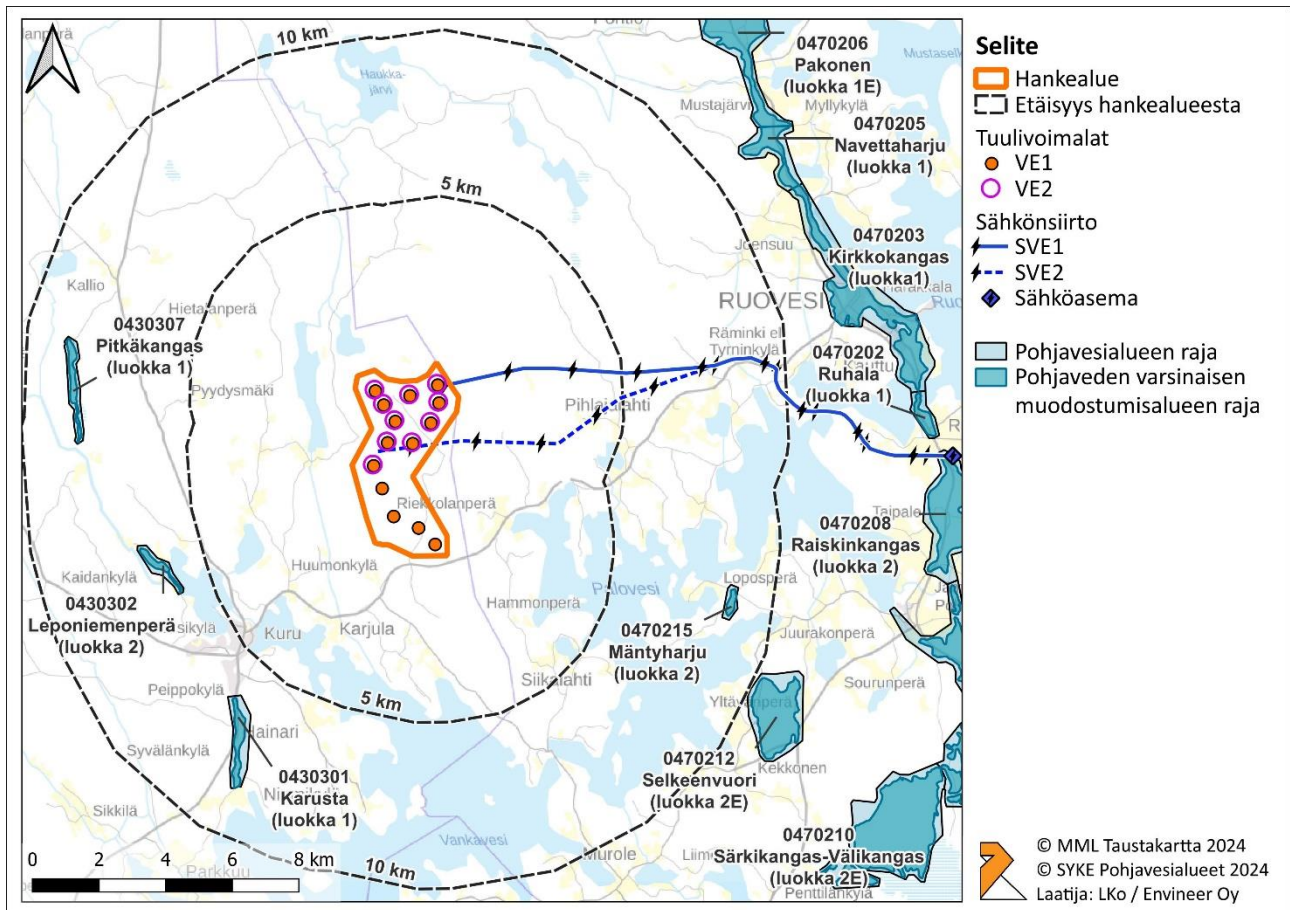 10 km
Haukka-
järvi
0470206
Pakonen
(luokka 1E)
Mustajärvi
Myllykylä
0470205
Navettaharju
(luokka 1)
5 km
Joensuu
0470203
Kirkkokangas
(luokka1)
Kallio
Hietalanperä
RUOVESI
0430307
Pitkäkangas
(luokka 1)
Räminki el
Tyrninkylä
0470202
Ruhala
(luokka 1)
Kauttu
Pyydysmäki
Pihlajalahti
Riekkolanperä
Taipale
0470208
Raiskinkangas
(luokka 2)
Huumonkylä
Kaidankylä
0430302
Leponiemenperä
(luokka 2)
Palovesi
Loposperä
Hammonperä
Kuru
Karjula
0470215
Mäntyharju
(luokka 2)
Juurakonperä
Siikalahti
Sourunperä
Peippokylä
5 km
Hainari
Syvälänkylä
0470212
Selkeenvuori
(luokka 2E)
Kekkonen
0430301
Karusta
(luokka 1)
Sikkilä
Vankavesi
Murole
0470210
Särkikangas-Välikangas
(luokka 2E)
Penttilänkylä
Parkkuu
10 km
0 2 4 6 8 km
Selite
Hankealue
Etäisyys hankealueesta
Tuulivoimalat
VE1
VE2
Sähkönsiirto
SVE1
SVE2
Sähköasema
Pohjavesialueen raja
Pohjaveden varsinaisen
muodostumisalueen raja
© MML Taustakartta 2024
© SYKE Pohjavesialueet 2024
Laatija: LKo / Envineer Oy